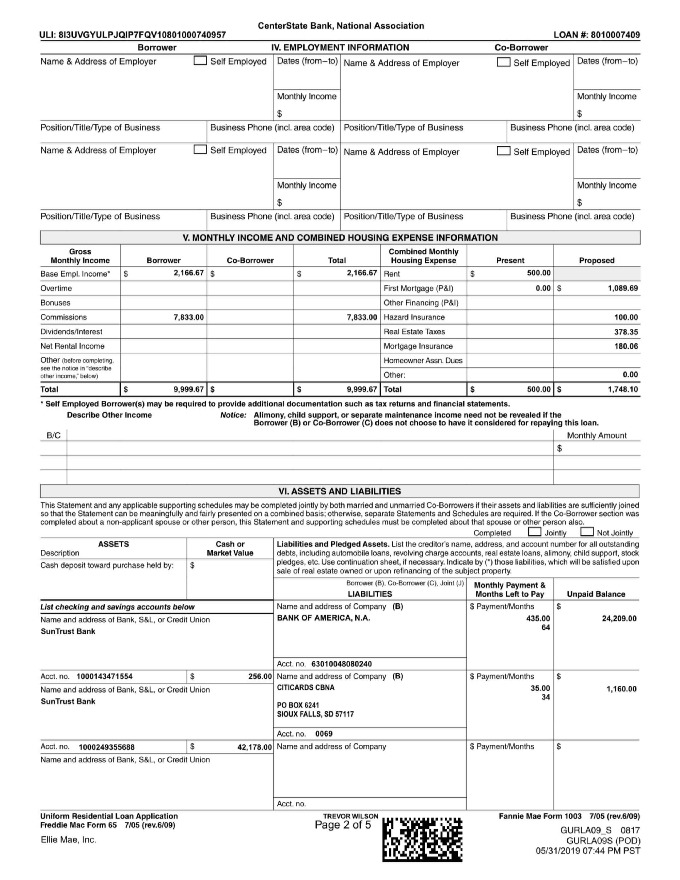 CenterState Bank, National Association
ULI: 8I3UVGYULPJQIP7FQV10801000740957 LOAN #: 8010007409
Borrower IV. EMPLOYMENT INFORMATION Co-Borrower
Name & Address of Employer Self Employed Dates (from–to) Name & Address of Employer Self Employed Dates (from–to)
Monthly Income Monthly Income
$ $
Position/Title/Type of Business Business Phone (incl. area code) Position/Title/Type of Business Business Phone (incl. area code)
Name & Address of Employer Self Employed Dates (from–to) Name & Address of Employer Self Employed Dates (from–to)
Monthly Income Monthly Income
$ $
Position/Title/Type of Business Business Phone (incl. area code) Position/Title/Type of Business Business Phone (incl. area code)
V. MONTHLY INCOME AND COMBINED HOUSING EXPENSE INFORMATION
Gross Combined Monthly
Monthly Income Borrower Co-Borrower Total Housing Expense Present Proposed
Base Empl. Income* $ 2,166.67 $ $ 2,166.67 Rent $ 500.00
Overtime First Mortgage (P&I) 0.00 $ 1,089.69
Bonuses Other Financing (P&I)
Commissions 7,833.00 7,833.00 Hazard Insurance 100.00
Dividends/Interest Real Estate Taxes 378.35
Net Rental Income Mortgage Insurance 180.06
Other (before completing, Homeowner Assn. Dues
see the notice in "describe
other income," below) Other: 0.00
Total $ 9,999.67 $ $ 9,999.67 Total $ 500.00 $ 1,748.10
* Self Employed Borrower(s) may be required to provide additional documentation such as tax returns and financial statements.
Describe Other Income Notice: Alimony, child support, or separate maintenance income need not be revealed if the
Borrower (B) or Co-Borrower (C) does not choose to have it considered for repaying this loan.
B/C Monthly Amount
$
VI. ASSETS AND LIABILITIES
This Statement and any applicable supporting schedules may be completed jointly by both married and unmarried Co-Borrowers if their assets and liabilities are sufficiently joined
so that the Statement can be meaningfully and fairly presented on a combined basis; otherwise, separate Statements and Schedules are required. If the Co-Borrower section was
completed about a non-applicant spouse or other person, this Statement and supporting schedules must be completed about that spouse or other person also.
Completed Jointly Not Jointly
ASSETS Cash or Liabilities and Pledged Assets. List the creditor's name, address, and account number for all outstanding
Description Market Value debts, including automobile loans, revolving charge accounts, real estate loans, alimony, child support, stock
Cash deposit toward purchase held by: $ pledges, etc. Use continuation sheet, if necessary. Indicate by (*) those liabilities, which will be satisfied upon
sale of real estate owned or upon refinancing of the subject property.
Borrower (B), Co-Borrower (C), Joint (J) Monthly Payment &
LIABILITIES Months Left to Pay Unpaid Balance
List checking and savings accounts below Name and address of Company (B) $ Payment/Months $
Name and address of Bank, S&L, or Credit Union BANK OF AMERICA, N.A. 435.00 24,209.00
SunTrust Bank 64
Acct. no. 63010048080240
Acct. no. 1000143471554 $ 256.00 Name and address of Company (B) $ Payment/Months $
Name and address of Bank, S&L, or Credit Union CITICARDS CBNA 35.00 1,160.00
SunTrust Bank 34
PO BOX 6241
SIOUX FALLS, SD 57117
Acct. no. 0069
Acct. no. 1000249355688 $ 42,178.00 Name and address of Company $ Payment/Months $
Name and address of Bank, S&L, or Credit Union
Acct. no.
Uniform Residential Loan Application TREVOR WILSON Fannie Mae Form 1003 7/05 (rev.6/09)
Freddie Mac Form 65 7/05 (rev.6/09) Page 2 of 5
GURLA09_S 0817
Ellie Mae, Inc. GURLA09S (POD)
05/31/2019 07:44 PM PST